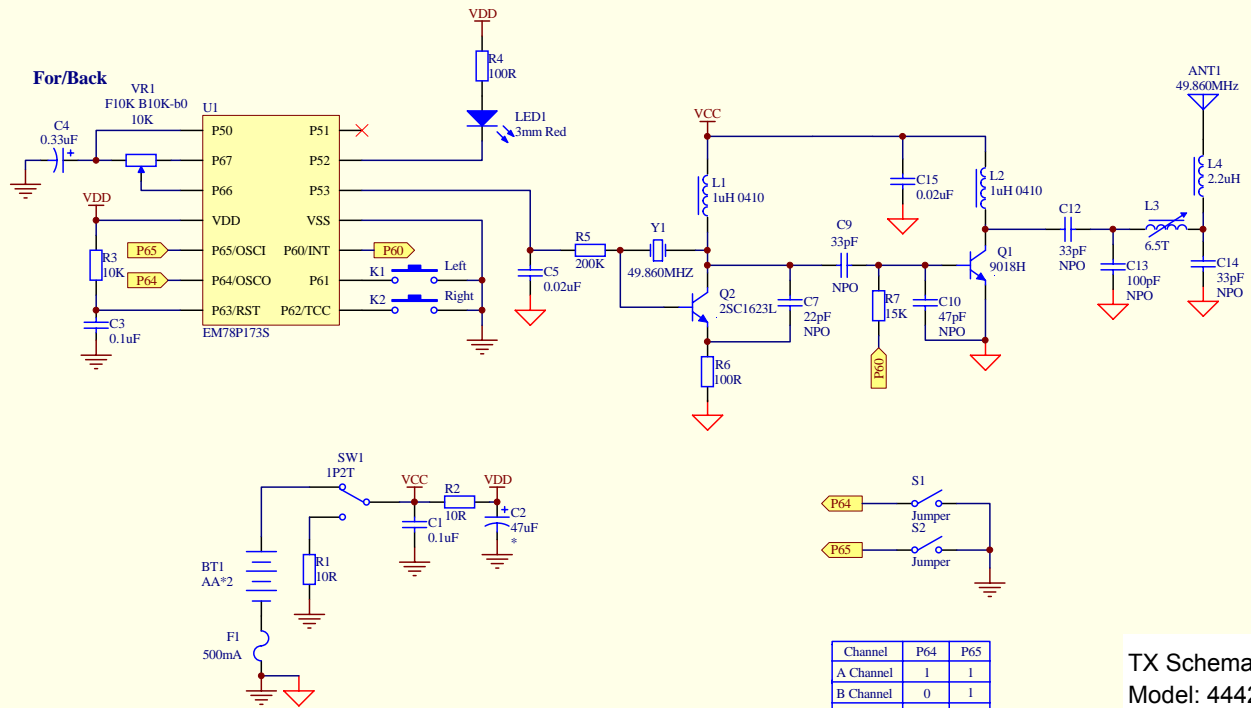 VDD
R4
100R
For/Back
VR1
F10K B10K-b0
10K
C4
0.33uF
+
U1
P50
P51
P67
P52
P66
P53
VDD
VSS
P65/OSCI
P60/INT
P64/OSCO
P61
P63/RST
P62/TCC
EM78P173S
VDD
P65
P64
R3
10K
C3
0.1uF
LED1
3mm Red
P60
K1
Left
K2
Right
C5
0.02uF
R5
200K
Y1
49.860MHZ
VCC
L1
1uH 0410
Q2
2SC1623L
R6
100R
C7
22pF
NPO
C9
33pF
NPO
R7
15K
P60
C10
47pF
NPO
C15
0.02uF
L2
1uH 0410
Q1
9018H
C12
33pF
NPO
C13
100pF
NPO
L3
6.5T
ANT1
49.860MHz
L4
2.2uH
C14
33pF
NPO
SW1
1P2T
VCC
R2
10R
VDD
C1
0.1uF
+
C2
47uF
*
R1
10R
BT1
AA*2
F1
500mA
S1
P64
Jumper
S2
P65
Jumper
Channel P64 P65
A Channel 1 1
B Channel 0 1
TX Schema
Model: 4442